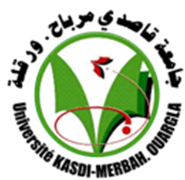 جامعة قاصدي مرباح . ورقلة
Université KASDI-MERBAH, OUARGLA